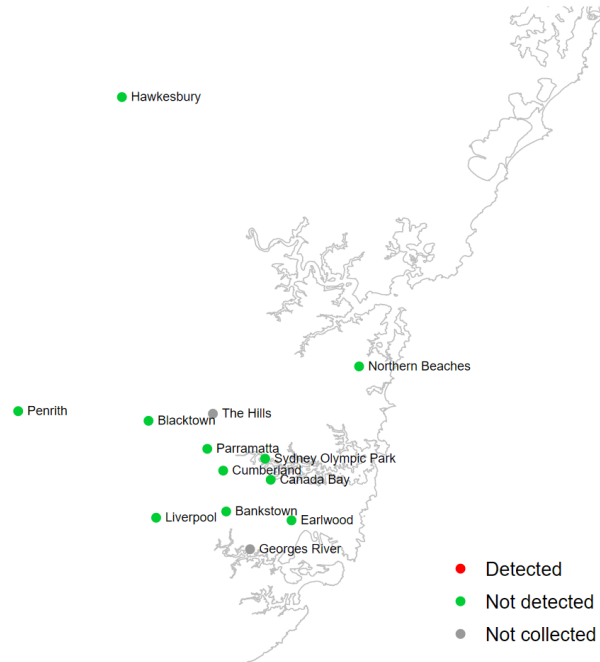 Hawkesbury
Northern Beaches
Penrith
The Hills
Blacktown
Parramatta
Sydney Olympic Park
Cumberland
Canada Bay
Bankstown
Liverpool
Earlwood
Georges River
Detected
Not detected
Not collected